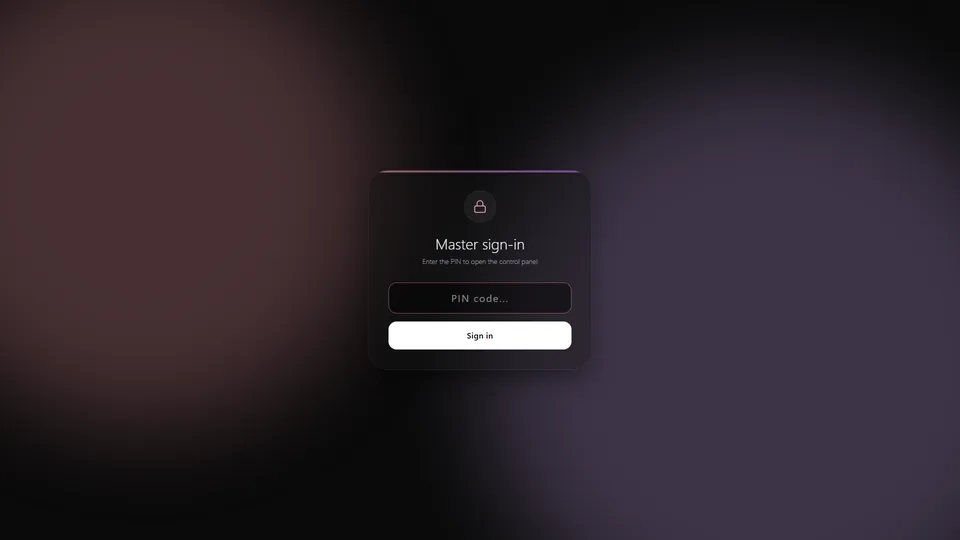 Master sign-in
Enter the PIN to open the control panel
PIN code...
Sign in